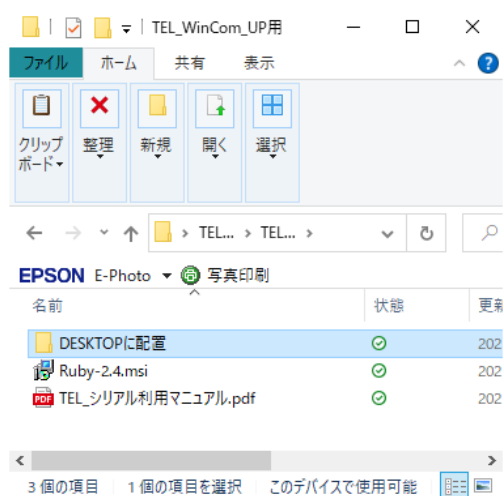 TEL_WinCom_UP用
ファイル ホーム 共有 表示
クリップボード 整理 新規 開く 選択
TEL... > TEL... >
EPSON E-Photo 写真印刷
名前 状態
DESKTOPに配置 202
Ruby-2.4.msi 202
PDF TEL_シリアル利用マニュアル.pdf 202
3 個の項目 1 個の項目を選択 このデバイスで使用可能